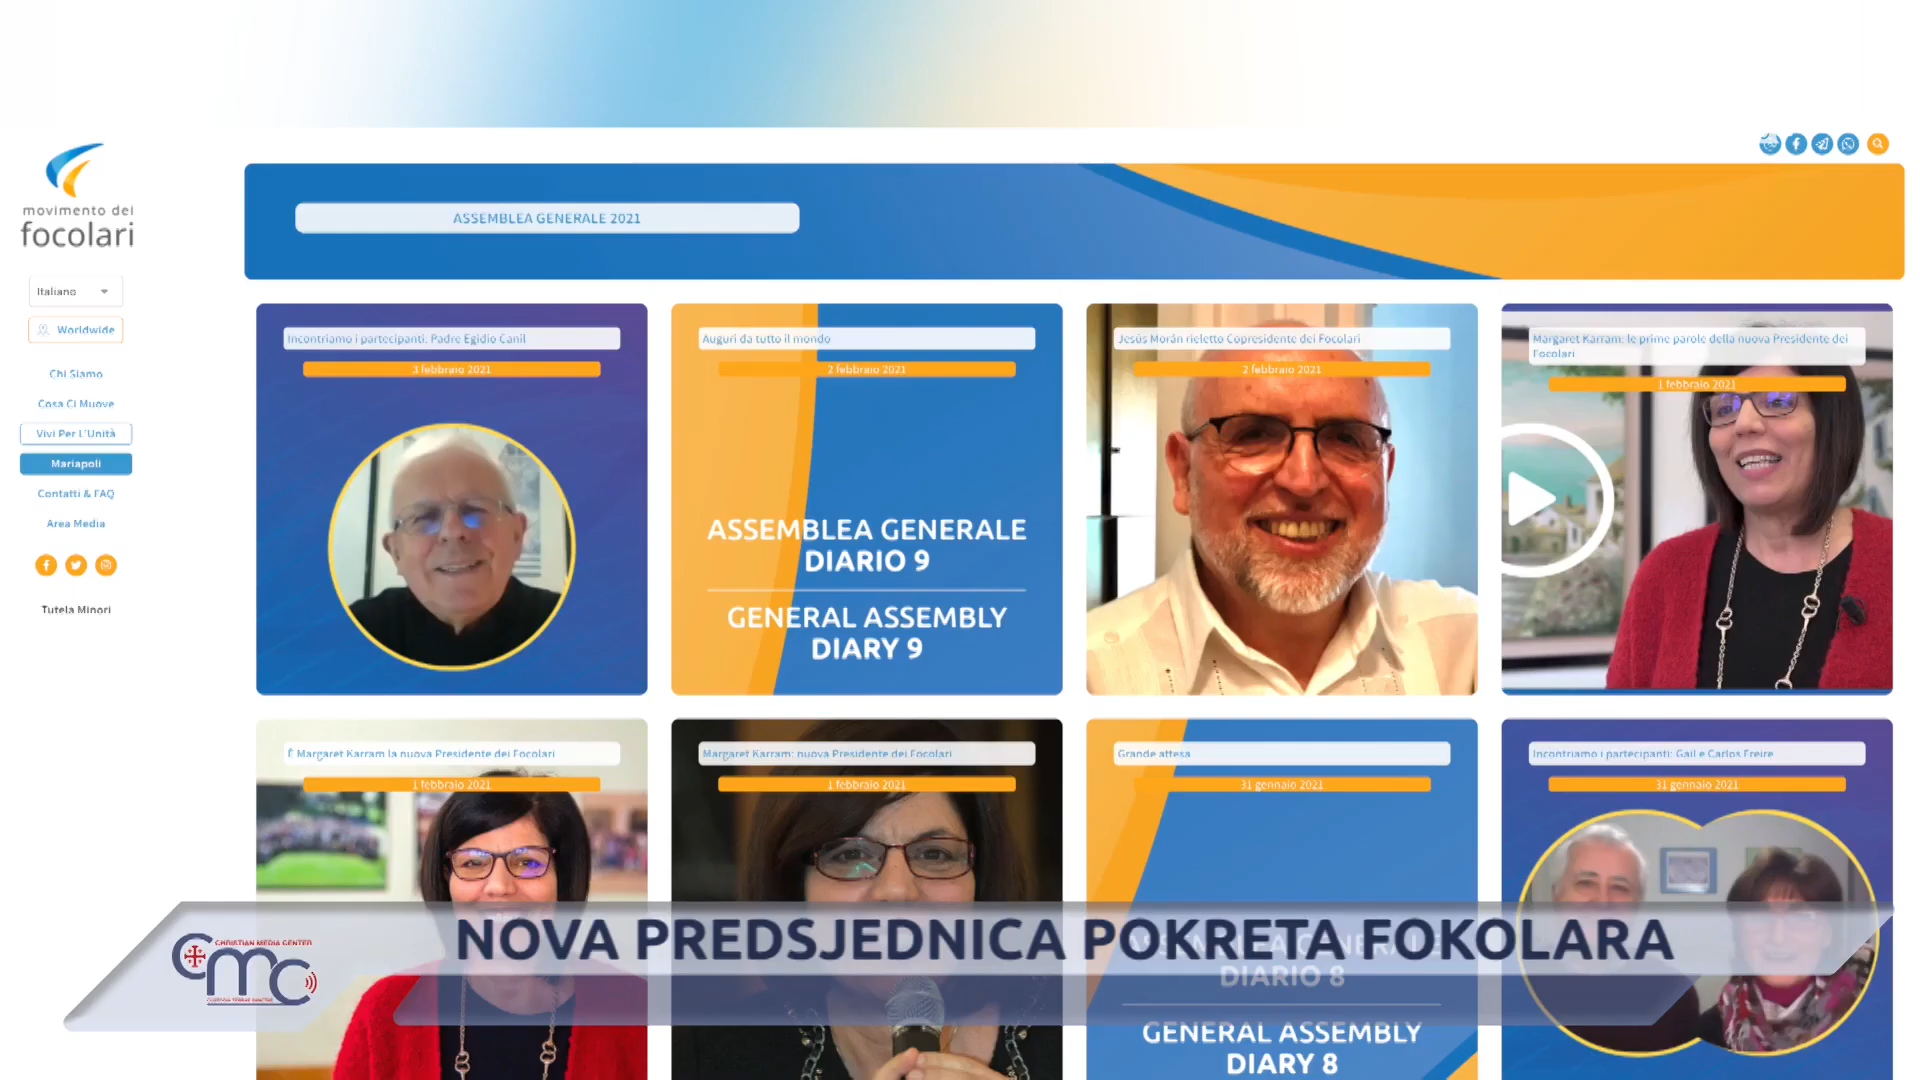 movimento dei
focolari
Italiano
Worldwide
Chi Siamo
Cosa Ci Muove
Vivi Per L'Unità
Mariapoli
Contatti & FAQ
Area Media
Tutela Minori
ASSEMBLEA GENERALE 2021
Incontriamo i partecipanti: Padre Egidio Canil
3 febbraio 2021
Auguri da tutto il mondo
2 febbraio 2021
ASSEMBLEA GENERALE
DIARIO 9
GENERAL ASSEMBLY
DIARY 9
Jesús Morán rieletto Copresidente dei Focolari
2 febbraio 2021
Margaret Karram: le prime parole della nuova Presidente dei
Focolari
1 febbraio 2021
È Margaret Karram la nuova Presidente dei Focolari
1 febbraio 2021
Margaret Karram: nuova Presidente dei Focolari
1 febbraio 2021
Grande attesa
31 gennaio 2021
ASSEMBLEA GENERALE
DIARIO 8
GENERAL ASSEMBLY
DIARY 8
Incontriamo i partecipanti: Gail e Carlos Freire
31 gennaio 2021
CHRISTIAN MEDIA CENTER
CMC
CUSTODIA TERRAE SANCTAE
NOVA PREDSJEDNICA POKRETA FOKOLARA